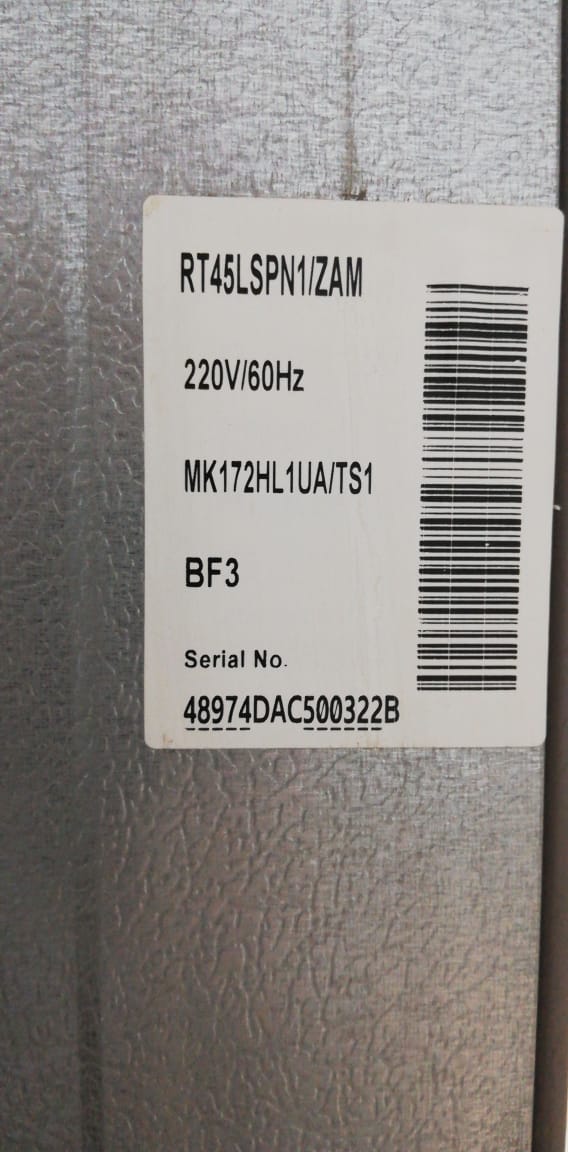 RT45LSPN1/ZAM
220V/60Hz
MK172HL1UA/TS1
BF3
Serial No.
48974DAC500322B